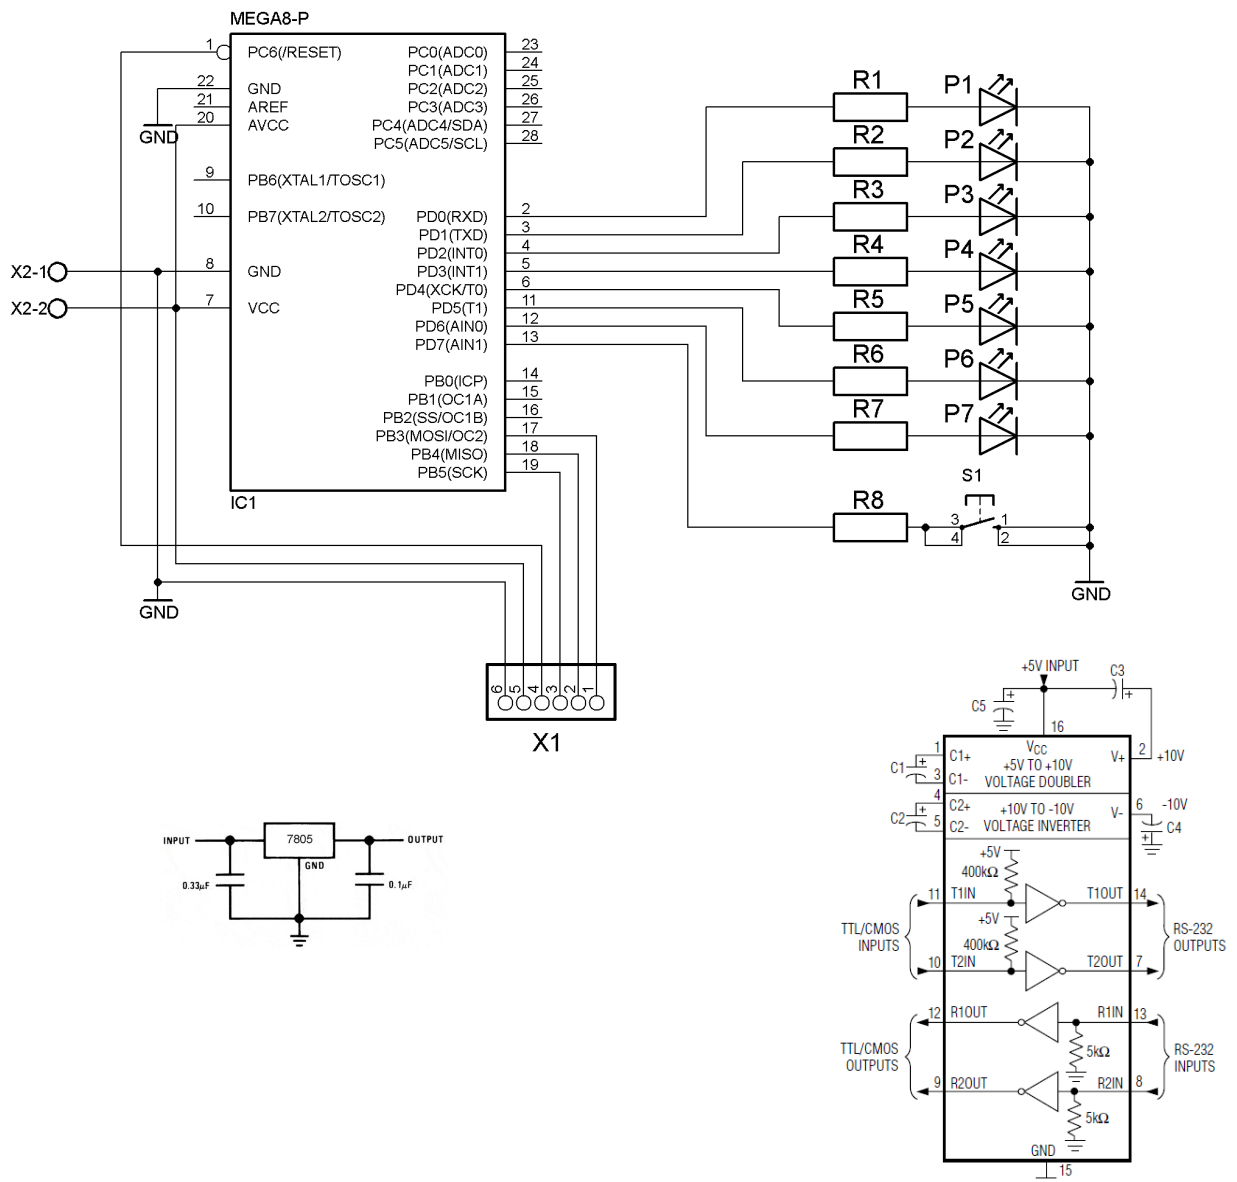 MEGA8-P
1 PC6(/RESET) PC0(ADC0) 23
PC1(ADC1) 24
22 GND PC2(ADC2) 25
21 AREF PC3(ADC3) 26
20 AVCC PC4(ADC4/SDA) 27
GND
PC5(ADC5/SCL) 28
9 PB6(XTAL1/TOSC1)
10 PB7(XTAL2/TOSC2) PD0(RXD) 2
PD1(TXD) 3
PD2(INT0) 4
X2-1 8 GND PD3(INT1) 5
PD4(XCK/T0) 6
X2-2 7 VCC PD5(T1) 11
PD6(AIN0) 12
PD7(AIN1) 13
PB0(ICP) 14
PB1(OC1A) 15
PB2(SS/OC1B) 16
PB3(MOSI/OC2) 17
PB4(MISO) 18
PB5(SCK) 19
IC1
R1 P1
R2 P2
R3 P3
R4 P4
R5 P5
R6 P6
R7 P7
S1
R8 3 1
4 2
GND
GND
6 5 4 3 2 1
X1
INPUT 7805 OUTPUT
GND
0.33µF 0.1µF
+5V INPUT C3
+
C5 +
16
1 VCC
C1+ +5V TO +10V V+ 2 +10V
C1 + 3 C1- VOLTAGE DOUBLER
4 C2+ +10V TO -10V 6 -10V
C2 + 5 C2- VOLTAGE INVERTER V- + C4
+5V
400kΩ
11 T1IN T1OUT 14
+5V
TTL/CMOS INPUTS 400kΩ RS-232 OUTPUTS
10 T2IN T2OUT 7
12 R1OUT R1IN 13
TTL/CMOS OUTPUTS 5kΩ RS-232 INPUTS
9 R2OUT R2IN 8
5kΩ
GND
15